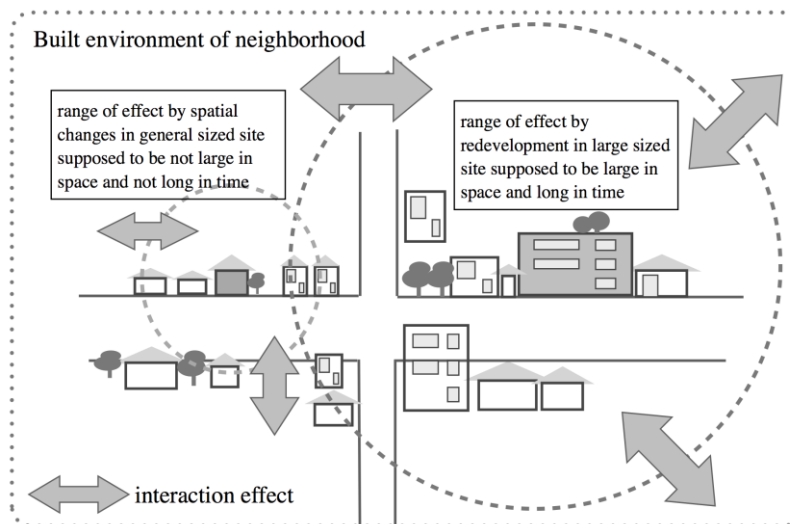 Built environment of neighborhood
range of effect by spatial
changes in general sized site
supposed to be not large in
space and not long in time
range of effect by
redevelopment in large sized
site supposed to be large in
space and long in time
interaction effect